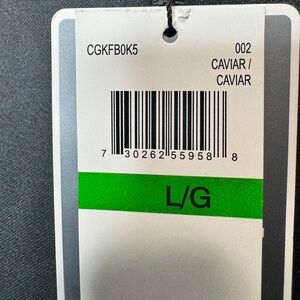 CGKFB0K5 002
CAVIAR /
CAVIAR
7 30262 55958 8
L/G